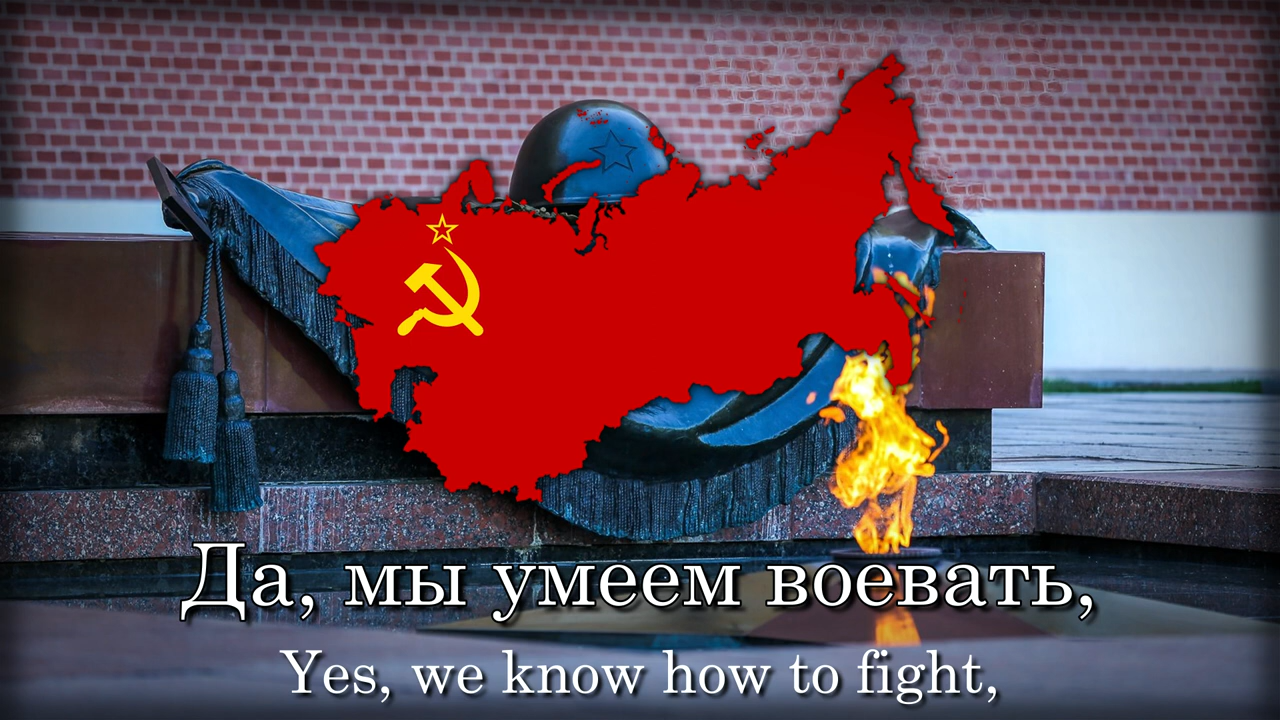 Да, мы умеем воевать,
Yes, we know how to fight,